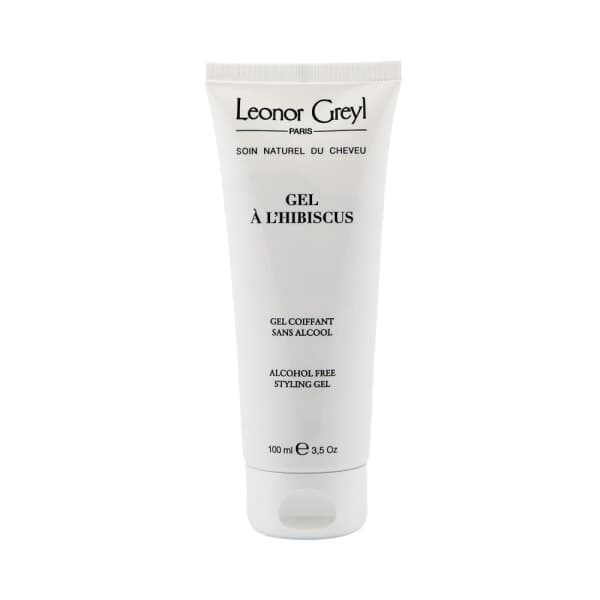 Leonor Greyl
PARIS
SOIN NATUREL DU CHEVEU
GEL
À L'HIBISCUS
GEL COIFFANT
SANS ALCOOL
ALCOHOL FREE
STYLING GEL
100 ml ℮ 3,5 Oz